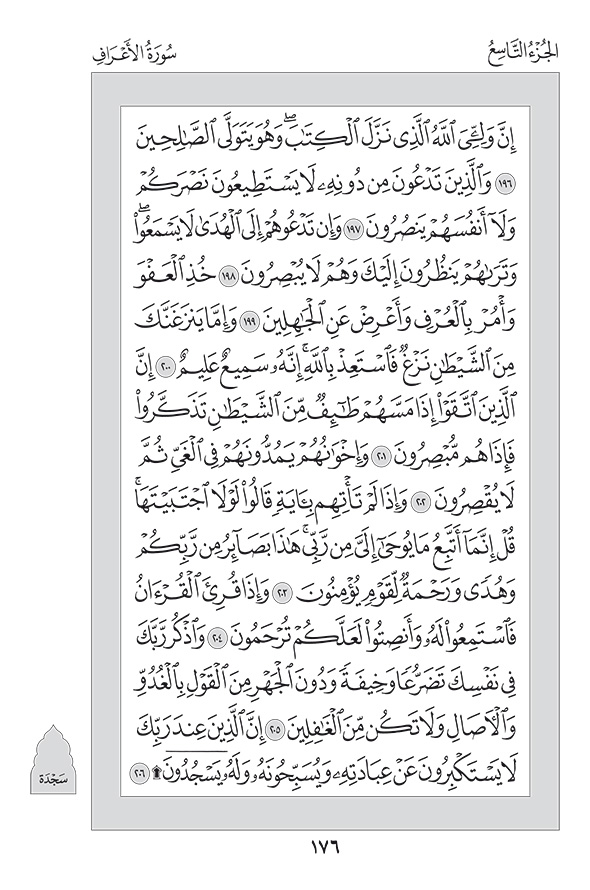 الجُزْءُ التَّاسِعُ
سُورَةُ الأَعْرَافِ
إِنَّ وَلِـِّۧيَ ٱللَّهُ ٱلَّذِى نَزَّلَ ٱلْكِتَـٰبَۖ وَهُوَ يَتَوَلَّى ٱلصَّـٰلِحِينَ
١٩٦ وَٱلَّذِينَ تَدْعُونَ مِن دُونِهِۦ لَا يَسْتَطِيعُونَ نَصْرَكُمْ
وَلَآ أَنفُسَهُمْ يَنصُرُونَ ١٩٧ وَإِن تَدْعُوهُمْ إِلَى ٱلْهُدَىٰ لَا يَسْمَعُوا۟ۖ
وَتَرَىٰهُمْ يَنظُرُونَ إِلَيْكَ وَهُمْ لَا يُبْصِرُونَ ١٩٨ خُذِ ٱلْعَفْوَ
وَأْمُرْ بِٱلْعُرْفِ وَأَعْرِضْ عَنِ ٱلْجَـٰهِلِينَ ١٩٩ وَإِمَّا يَنزَغَنَّكَ
مِنَ ٱلشَّيْطَـٰنِ نَزْغٌ فَٱسْتَعِذْ بِٱللَّهِۚ إِنَّهُۥ سَمِيعٌ عَلِيمٌ ٢٠٠ إِنَّ
ٱلَّذِينَ ٱتَّقَوْا۟ إِذَا مَسَّهُمْ طَـٰٓئِفٌ مِّنَ ٱلشَّيْطَـٰنِ تَذَكَّرُوا۟
فَإِذَا هُم مُّبْصِرُونَ ٢٠١ وَإِخْوَٰنُهُمْ يَمُدُّونَهُمْ فِى ٱلْغَىِّ ثُمَّ
لَا يُقْصِرُونَ ٢٠٢ وَإِذَا لَمْ تَأْتِهِم بِـَٔايَةٍ قَالُوا۟ لَوْلَا ٱجْتَبَيْتَهَاۚ
قُلْ إِنَّمَآ أَتَّبِعُ مَا يُوحَىٰٓ إِلَىَّ مِن رَّبِّىۚ هَـٰذَا بَصَآئِرُ مِن رَّبِّكُمْ
وَهُدًى وَرَحْمَةٌ لِّقَوْمٍ يُؤْمِنُونَ ٢٠٣ وَإِذَا قُرِئَ ٱلْقُرْءَانُ
فَٱسْتَمِعُوا۟ لَهُۥ وَأَنصِتُوا۟ لَعَلَّكُمْ تُرْحَمُونَ ٢٠٤ وَٱذْكُر رَّبَّكَ
فِى نَفْسِكَ تَضَرُّعًا وَخِيفَةً وَدُونَ ٱلْجَهْرِ مِنَ ٱلْقَوْلِ بِٱلْغُدُوِّ
وَٱلْـَٔاصَالِ وَلَا تَكُن مِّنَ ٱلْغَـٰفِلِينَ ٢٠٥ إِنَّ ٱلَّذِينَ عِندَ رَبِّكَ
لَا يَسْتَكْبِرُونَ عَنْ عِبَادَتِهِۦ وَيُسَبِّحُونَهُۥ وَلَهُۥ يَسْجُدُونَ ۩ ٢٠٦
سَجْدَة
١٧٦